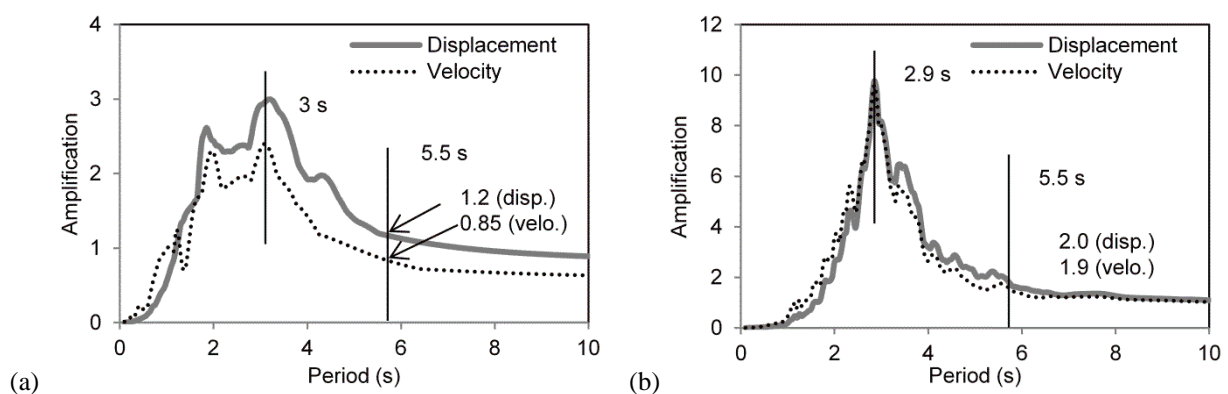 4
3
2
1
0
Amplification
Displacement
Velocity
3 s
5.5 s
1.2 (disp.)
0.85 (velo.)
0 2 4 6 8 10
Period (s)
(a)
12
10
8
6
4
2
0
Amplification
Displacement
Velocity
2.9 s
5.5 s
2.0 (disp.)
1.9 (velo.)
0 2 4 6 8 10
Period (s)
(b)